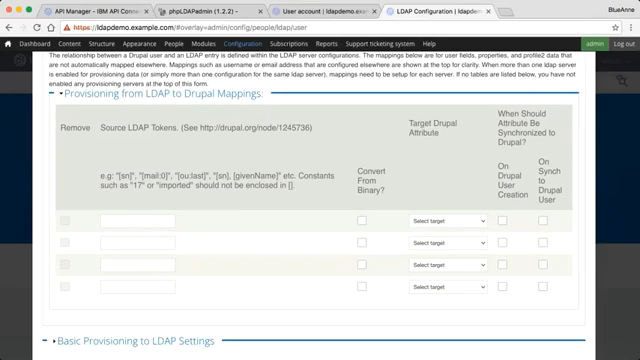 API Manager - IBM API Conn
phpLDAPadmin (1.2.2) -
User account | ldapdemo.exa
LDAP Configuration | ldapdem
BlueAnne
https://ldapdemo.example.com/#overlay=admin/config/people/ldap/user
Dashboard Content Structure Appearance People Modules Configuration Reports Support ticketing system Help
admin
Log out
The relationship between a Drupal user and an LDAP entry is defined within the LDAP server configurations. The mappings below are for user fields, properties, and profile2 data that
are not automatically mapped elsewhere. Mappings such as username or email address that are configured elsewhere are shown at the top for clarity. When more than one ldap server
is enabled for provisioning data (or simply more than one configuration for the same ldap server), mappings need to be setup for each server. If no tables are listed below, you have not
enabled any provisioning servers at the top of this form.
Provisioning from LDAP to Drupal Mappings:
Remove
Source LDAP Tokens. (See http://drupal.org/node/1245736)
Target Drupal
Attribute
When Should
Attribute Be
Synchronized to
Drupal?
e.g: "[sn]", "[mail:0]", "[ou:last]", "[sn], [givenName]" etc. Constants
such as "17" or "imported" should not be enclosed in [].
Convert
From
Binary?
On
Drupal
User
Creation
On
Synch
to
Drupal
User
Select target
Select target
Select target
Select target
Basic Provisioning to LDAP Settings